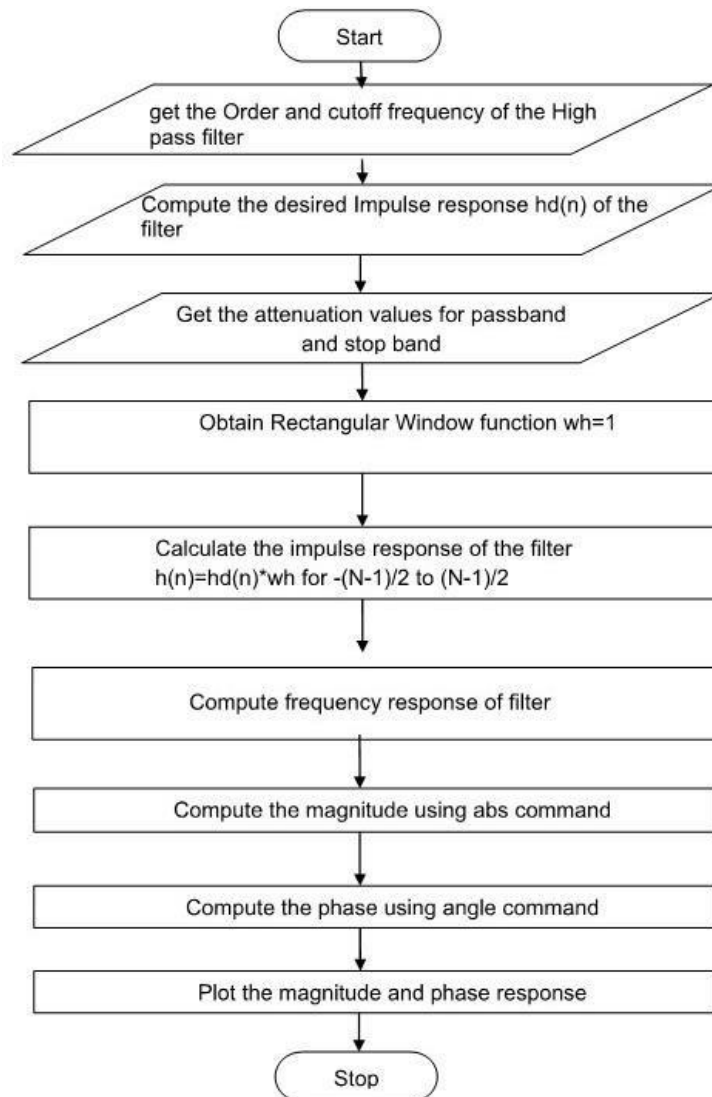 Start
get the Order and cutoff frequency of the High
pass filter
Compute the desired Impulse response hd(n) of the
filter
Get the attenuation values for passband
and stop band
Obtain Rectangular Window function wh=1
Calculate the impulse response of the filter
h(n)=hd(n)*wh for -(N-1)/2 to (N-1)/2
Compute frequency response of filter
Compute the magnitude using abs command
Compute the phase using angle command
Plot the magnitude and phase response
Stop